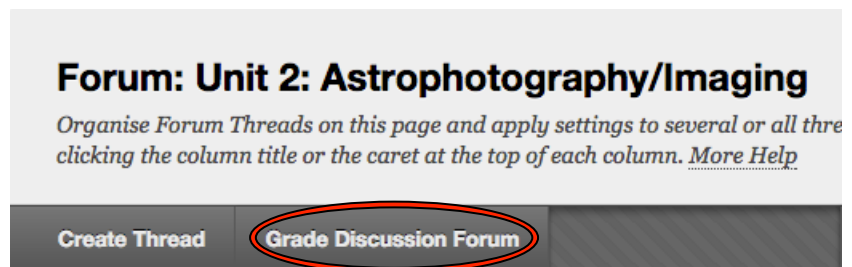 Forum: Unit 2: Astrophotography/Imaging
Organise Forum Threads on this page and apply settings to several or all
clicking the column title or the caret at the top of each column. More Help
Create Thread Grade Discussion Forum